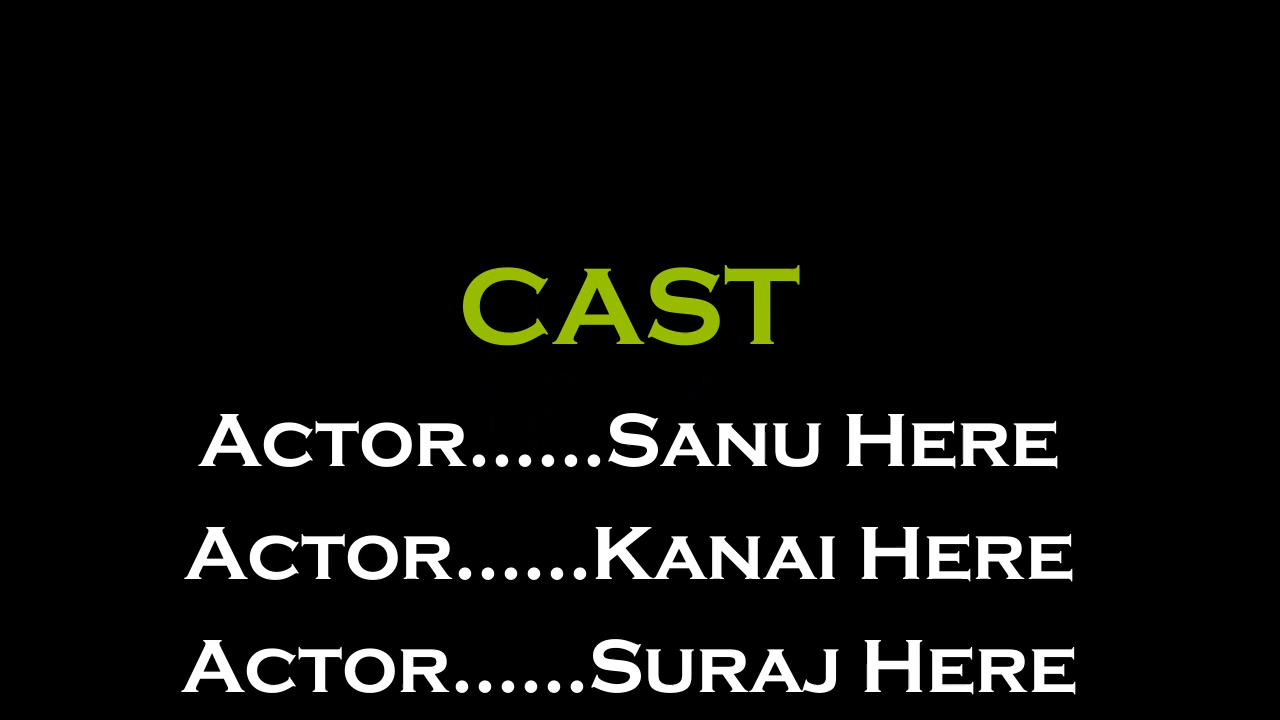 CAST
Actor......Sanu Here
Actor......Kanai Here
Actor......Suraj Here